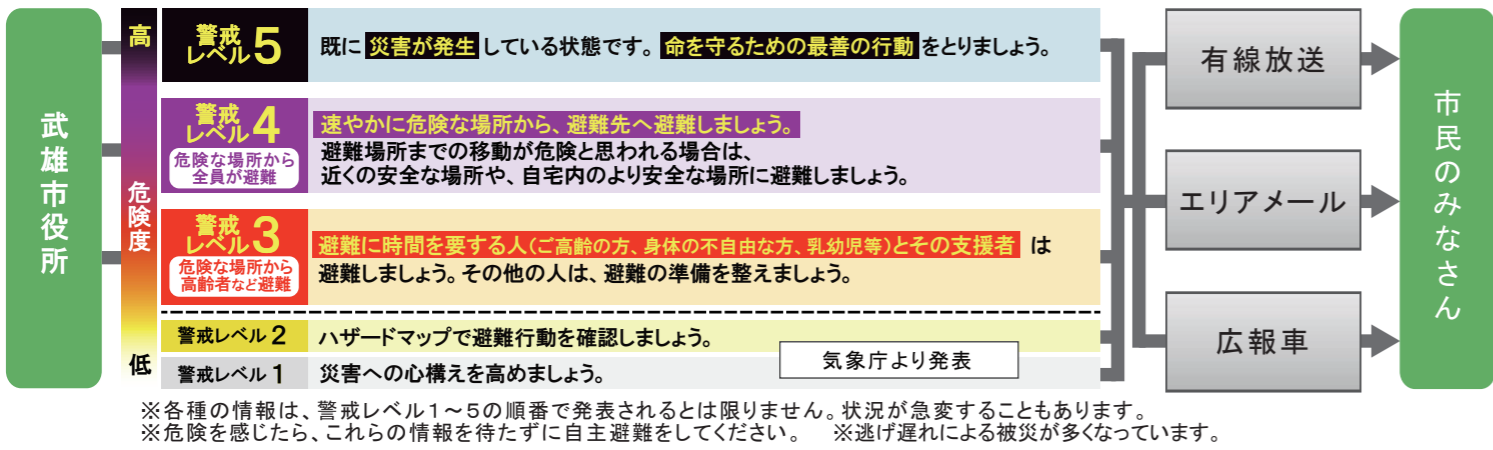 武雄市役所
高
危険度
低
警戒
レベル5
既に災害が発生している状態です。命を守るための最善の行動をとりましょう。
警戒
レベル4
危険な場所から
全員が避難
速やかに危険な場所から、避難先へ避難しましょう。
避難場所までの移動が危険と思われる場合は、
近くの安全な場所や、自宅内のより安全な場所に避難しましょう。
警戒
レベル3
危険な場所から
高齢者など避難
避難に時間を要する人(ご高齢の方、身体の不自由な方、乳幼児等)とその支援者 は
避難しましょう。その他の人は、避難の準備を整えましょう。
警戒レベル 2
ハザードマップで避難行動を確認しましょう。
警戒レベル 1
災害への心構えを高めましょう。
気象庁より発表
有線放送
エリアメール
広報車
市民のみなさん
※各種の情報は、警戒レベル1~5の順番で発表されるとは限りません。状況が急変することもあります。
※危険を感じたら、これらの情報を待たずに自主避難をしてください。 ※逃げ遅れによる被災が多くなっています。